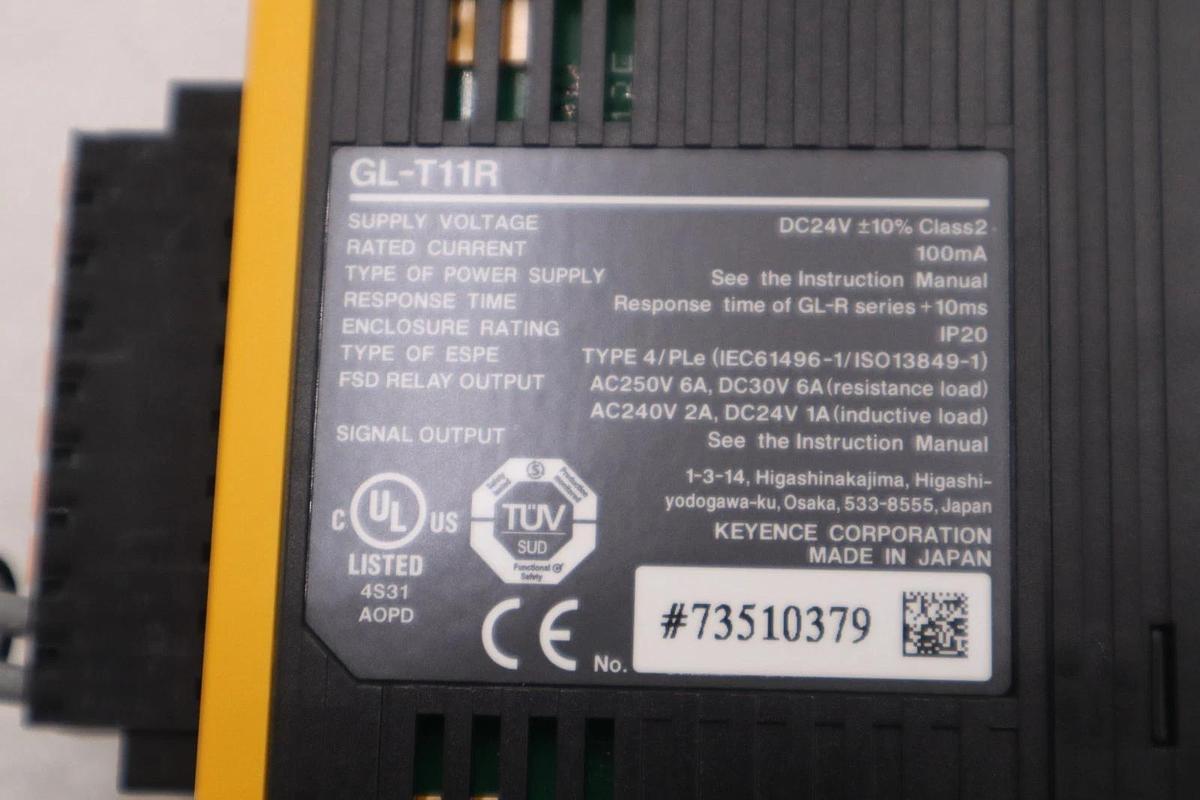 GL-T11R
SUPPLY VOLTAGE DC24V ±10% Class2
RATED CURRENT 100mA
TYPE OF POWER SUPPLY See the Instruction Manual
RESPONSE TIME Response time of GL-R series +10ms
ENCLOSURE RATING IP20
TYPE OF ESPE TYPE 4/PLe (IEC61496-1/ISO13849-1)
FSD RELAY OUTPUT AC250V 6A, DC30V 6A (resistance load)
AC240V 2A, DC24V 1A (inductive load)
SIGNAL OUTPUT See the Instruction Manual
1-3-14, Higashinakajima, Higashi-
yodogawa-ku, Osaka, 533-8555, Japan
KEYENCE CORPORATION
MADE IN JAPAN
C UL US
LISTED
4S31
AOPD
Production
monitored
TÜV
SUD
Functional
Safety
CE
No. #73510379